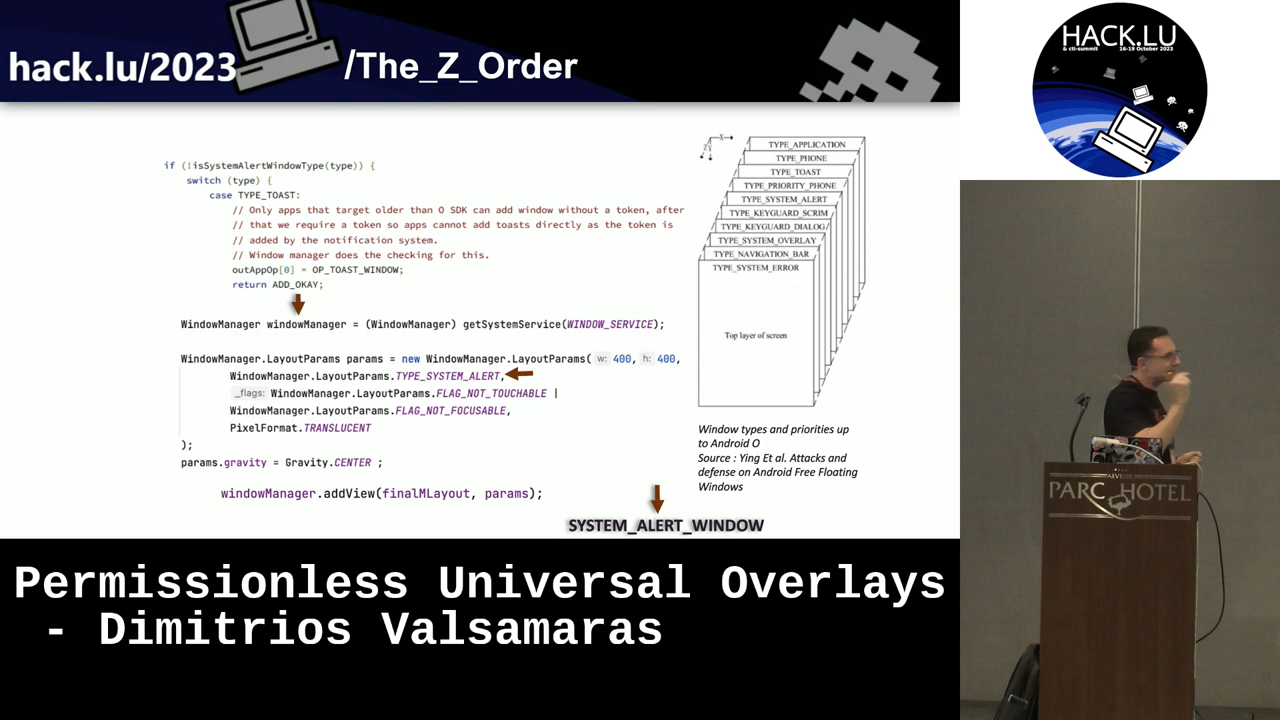 hack.lu/2023 /The_Z_Order
HACK.LU
& cti-summit 16-19 October 2023
if (!isSystemAlertWindowType(type)) {
switch (type) {
case TYPE_TOAST:
// Only apps that target older than O SDK can add window without a token, after
// that we require a token so apps cannot add toasts directly as the token is
// added by the notification system.
// Window manager does the checking for this.
outAppOp[0] = OP_TOAST_WINDOW;
return ADD_OKAY;
WindowManager windowManager = (WindowManager) getSystemService(WINDOW_SERVICE);
WindowManager.LayoutParams params = new WindowManager.LayoutParams( w: 400, h: 400,
WindowManager.LayoutParams.TYPE_SYSTEM_ALERT,
_flags: WindowManager.LayoutParams.FLAG_NOT_TOUCHABLE |
WindowManager.LayoutParams.FLAG_NOT_FOCUSABLE,
PixelFormat.TRANSLUCENT
);
params.gravity = Gravity.CENTER ;
windowManager.addView(finalMLayout, params);
X
Z
TYPE_APPLICATION
TYPE_PHONE
TYPE_TOAST
TYPE_PRIORITY_PHONE
TYPE_SYSTEM_ALERT
TYPE_KEYGUARD_SCRIM
TYPE_KEYGUARD_DIALOG
TYPE_SYSTEM_OVERLAY
TYPE_NAVIGATION_BAR
TYPE_SYSTEM_ERROR
Top layer of screen
Window types and priorities up
to Android O
Source : Ying Et al. Attacks and
defense on Android Free Floating
Windows
SYSTEM_ALERT_WINDOW
PARC HOTEL
Permissionless Universal Overlays
- Dimitrios Valsamaras